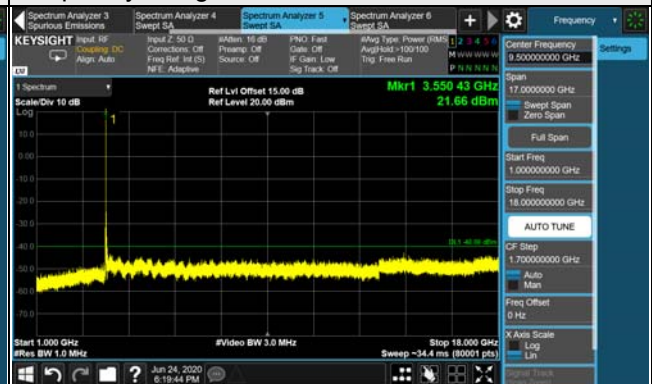 Spectrum Analyzer 3
Spurious Emissions
Spectrum Analyzer 4
Swept SA
Spectrum Analyzer 5
Swept SA
Spectrum Analyzer 6
Swept SA
Frequency
KEYSIGHT
Input: RF
Coupling: DC
Align: Auto
Input Z: 50 Ω
Corrections: Off
Freq Ref: Int (S)
NFE: Adaptive
#Atten: 16 dB
Preamp: Off
Source: Off
PNO: Fast
Gate: Off
IF Gain: Low
Sig Track: Off
#Avg Type: Power (RMS)
Avg|Hold >100/100
Trig: Free Run
1 2 3 4 5 6
M W W W W W
P N N N N N
LXI
Center Frequency
9.500000000 GHz
Settings
Span
17.0000000 GHz
Swept Span
Zero Span
Full Span
Start Freq
1.000000000 GHz
Stop Freq
18.000000000 GHz
AUTO TUNE
CF Step
1.700000000 GHz
Auto
Man
Freq Offset
0 Hz
X Axis Scale
Log
Lin
Signal Track
1 Spectrum
Scale/Div 10 dB
Log
Ref Lvl Offset 15.00 dB
Ref Level 20.00 dBm
Mkr1 3.550 43 GHz
21.66 dBm
1
10.0
0.00
-10.0
-20.0
-30.0
-40.0
-50.0
-60.0
-70.0
DL1 -40.00 dBm
Start 1.000 GHz
#Res BW 1.0 MHz
#Video BW 3.0 MHz
Stop 18.000 GHz
Sweep ~34.4 ms (80001 pts)
Jun 24, 2020
6:19:44 PM